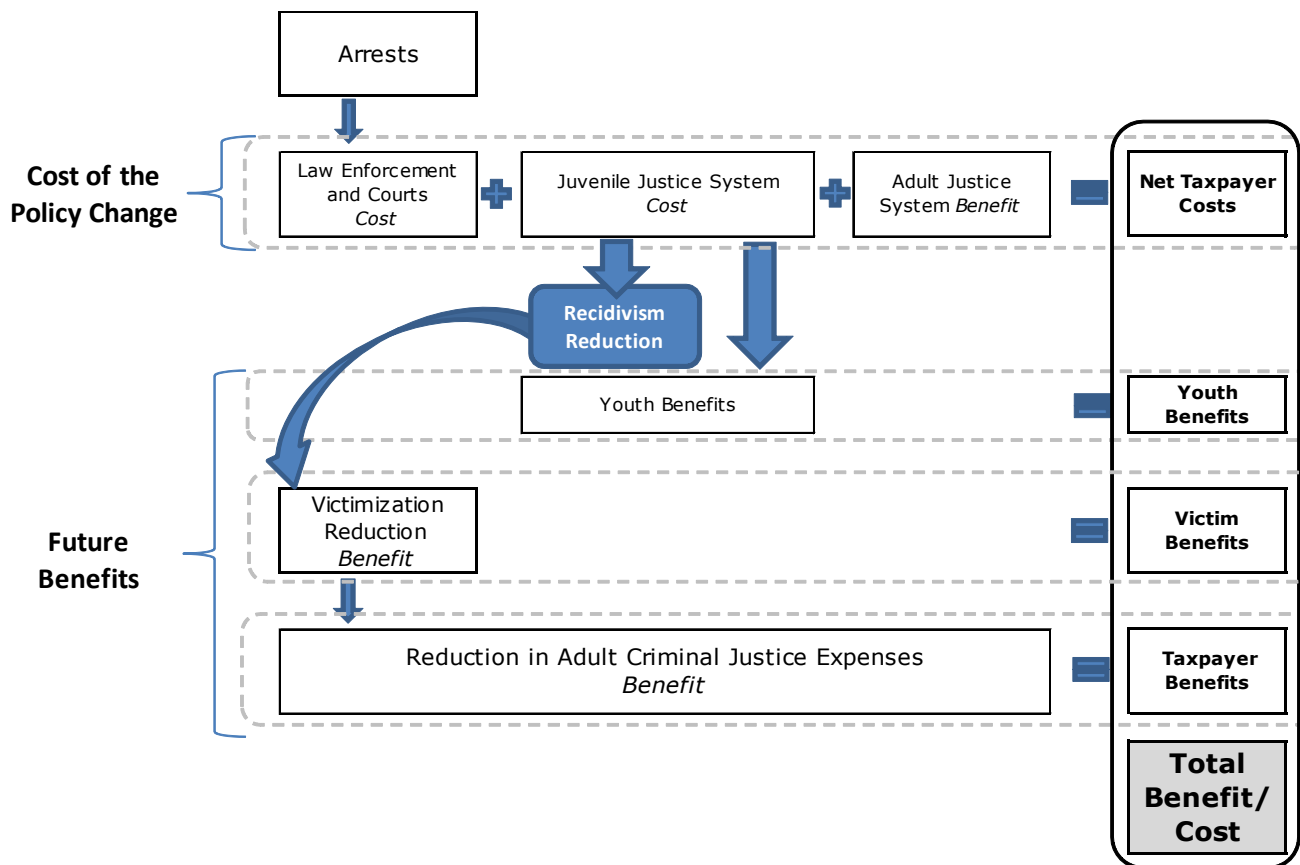 Arrests
Cost of the
Policy Change
Law Enforcement
and Courts
Cost
Juvenile Justice System
Cost
Adult Justice
System Benefit
Net Taxpayer
Costs
Recidivism
Reduction
Youth Benefits
Youth
Benefits
Future
Benefits
Victimization
Reduction
Benefit
Victim
Benefits
Reduction in Adult Criminal Justice Expenses
Benefit
Taxpayer
Benefits
Total
Benefit/
Cost